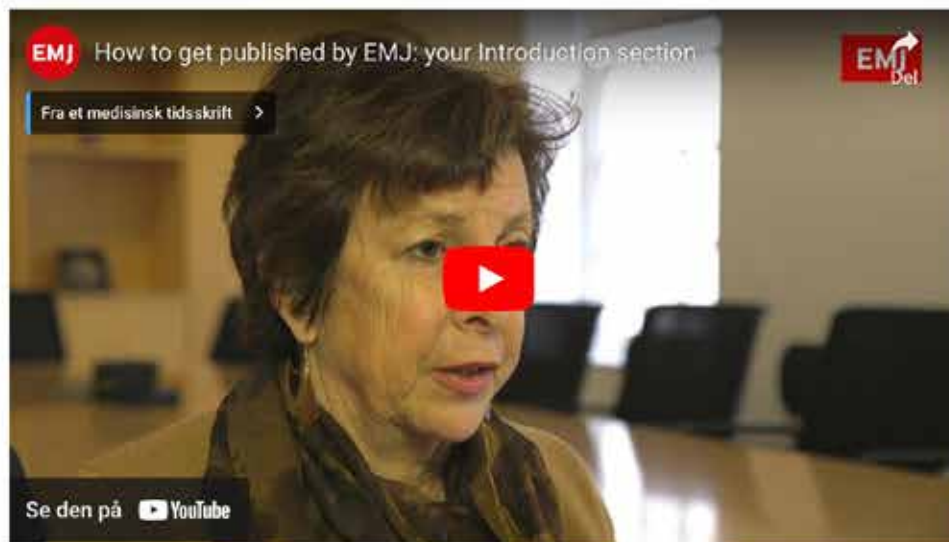 EMJ How to get published by EMJ: your Introduction section
EMJ
Del
Fra et medisinsk tidsskrift
Se den på YouTube